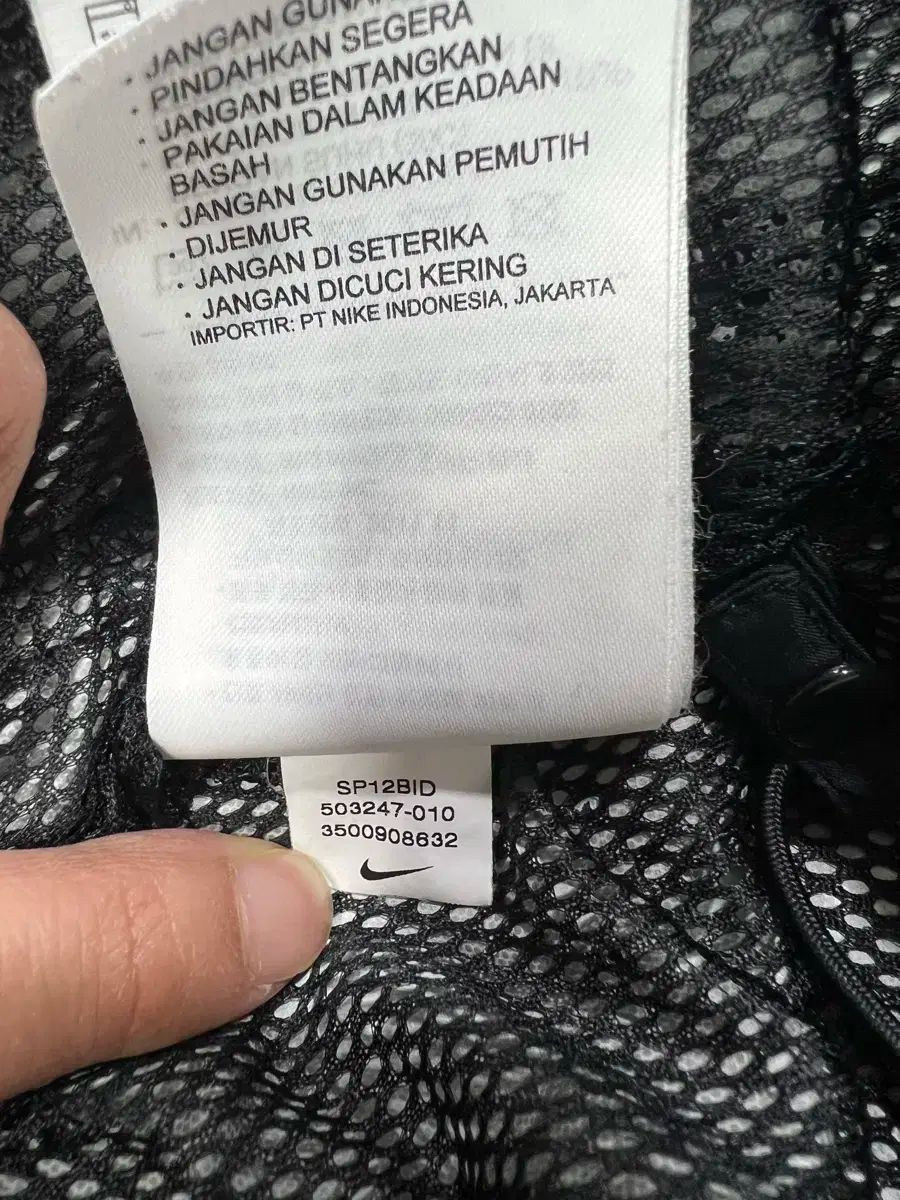 • JANGAN
• PINDAHKAN SEGERA
• JANGAN BENTANGKAN
PAKAIAN DALAM KEADAAN
BASAH
• JANGAN GUNAKAN PEMUTIH
• DIJEMUR
• JANGAN DI SETERIKA
• JANGAN DICUCI KERING
IMPORTIR: PT NIKE INDONESIA, JAKARTA
SP12BID
503247-010
3500908632